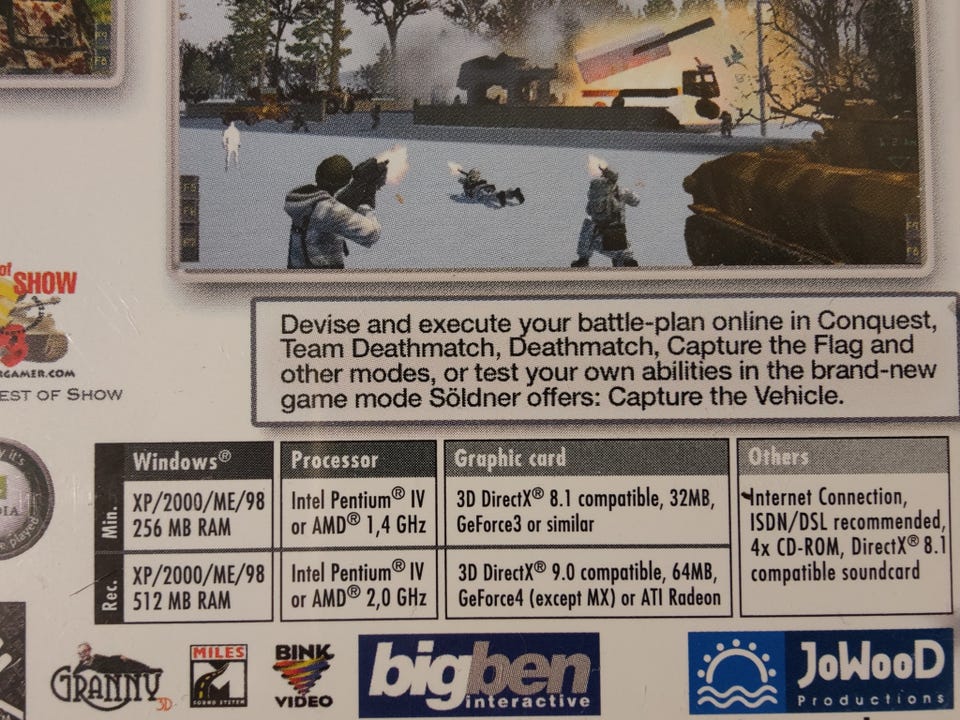 of
SHOW
3
RGAMER.COM
EST OF SHOW
Devise and execute your battle-plan online in Conquest,
Team Deathmatch, Deathmatch, Capture the Flag and
other modes, or test your own abilities in the brand-new
game mode Söldner offers: Capture the Vehicle.
Windows® Processor Graphic card Others
Min.
XP/2000/ME/98
256 MB RAM
Intel Pentium® IV
or AMD® 1,4 GHz
3D DirectX® 8.1 compatible, 32MB,
GeForce3 or similar
Internet Connection,
ISDN/DSL recommended,
4x CD-ROM, DirectX® 8.1
compatible soundcard
Rec.
XP/2000/ME/98
512 MB RAM
Intel Pentium® IV
or AMD® 2,0 GHz
3D DirectX® 9.0 compatible, 64MB,
GeForce4 (except MX) or ATI Radeon
GRANNY
3D
MILES
SOUND SYSTEM
BINK
VIDEO
bigben
interactive
JoWooD
Productions